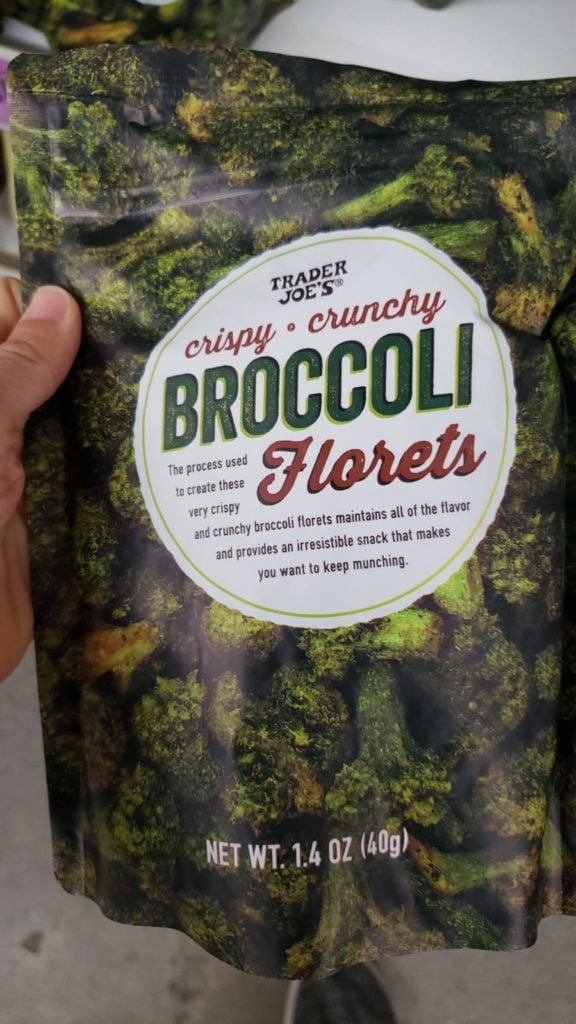 TRADER
JOE'S®
crispy • crunchy
BROCCOLI
Florets
The process used
to create these
very crispy
and crunchy broccoli florets maintains all of the flavor
and provides an irresistible snack that makes
you want to keep munching.
NET WT. 1.4 OZ (40g)